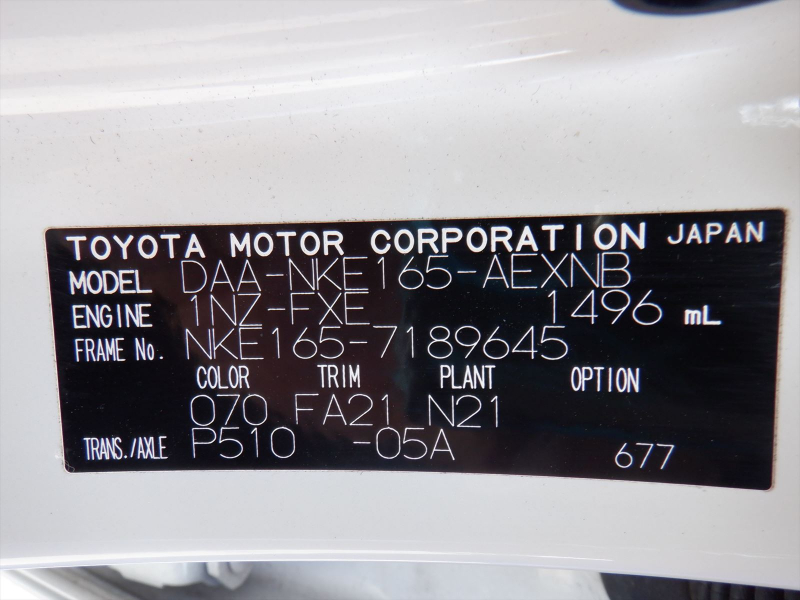 TOYOTA MOTOR CORPORATION JAPAN
MODEL DAA-NKE165-AEXNB
ENGINE 1NZ-FXE 1496 mL
FRAME No. NKE165-7189645
COLOR TRIM PLANT OPTION
070 FA21 N21
TRANS./AXLE P510 -05A 677